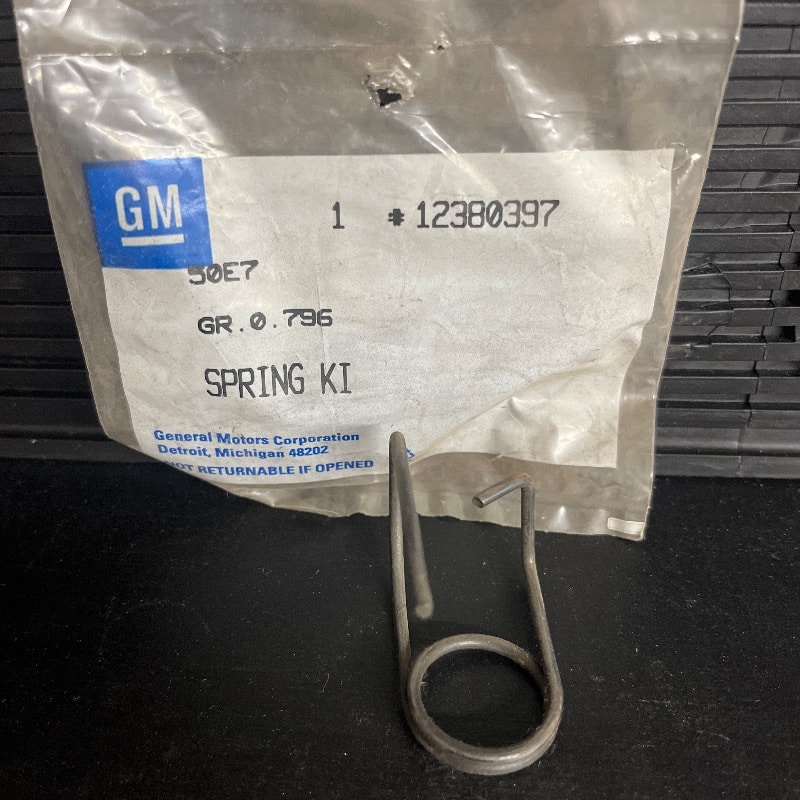 GM
1 #12380397
50E7
GR.0.796
SPRING KI
General Motors Corporation
Detroit, Michigan 48202
NOT RETURNABLE IF OPENED